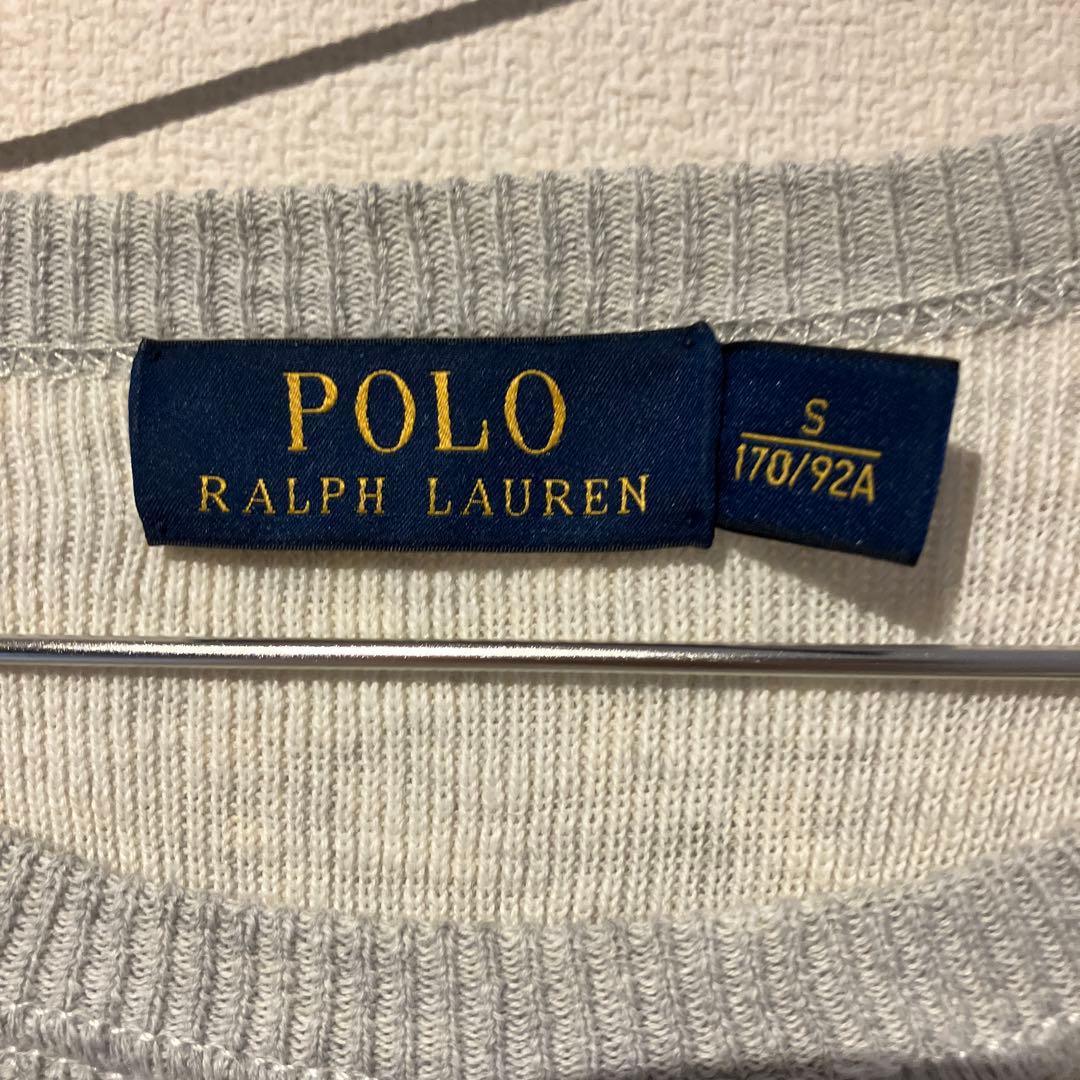 POLO
RALPH LAUREN
S
170/92A